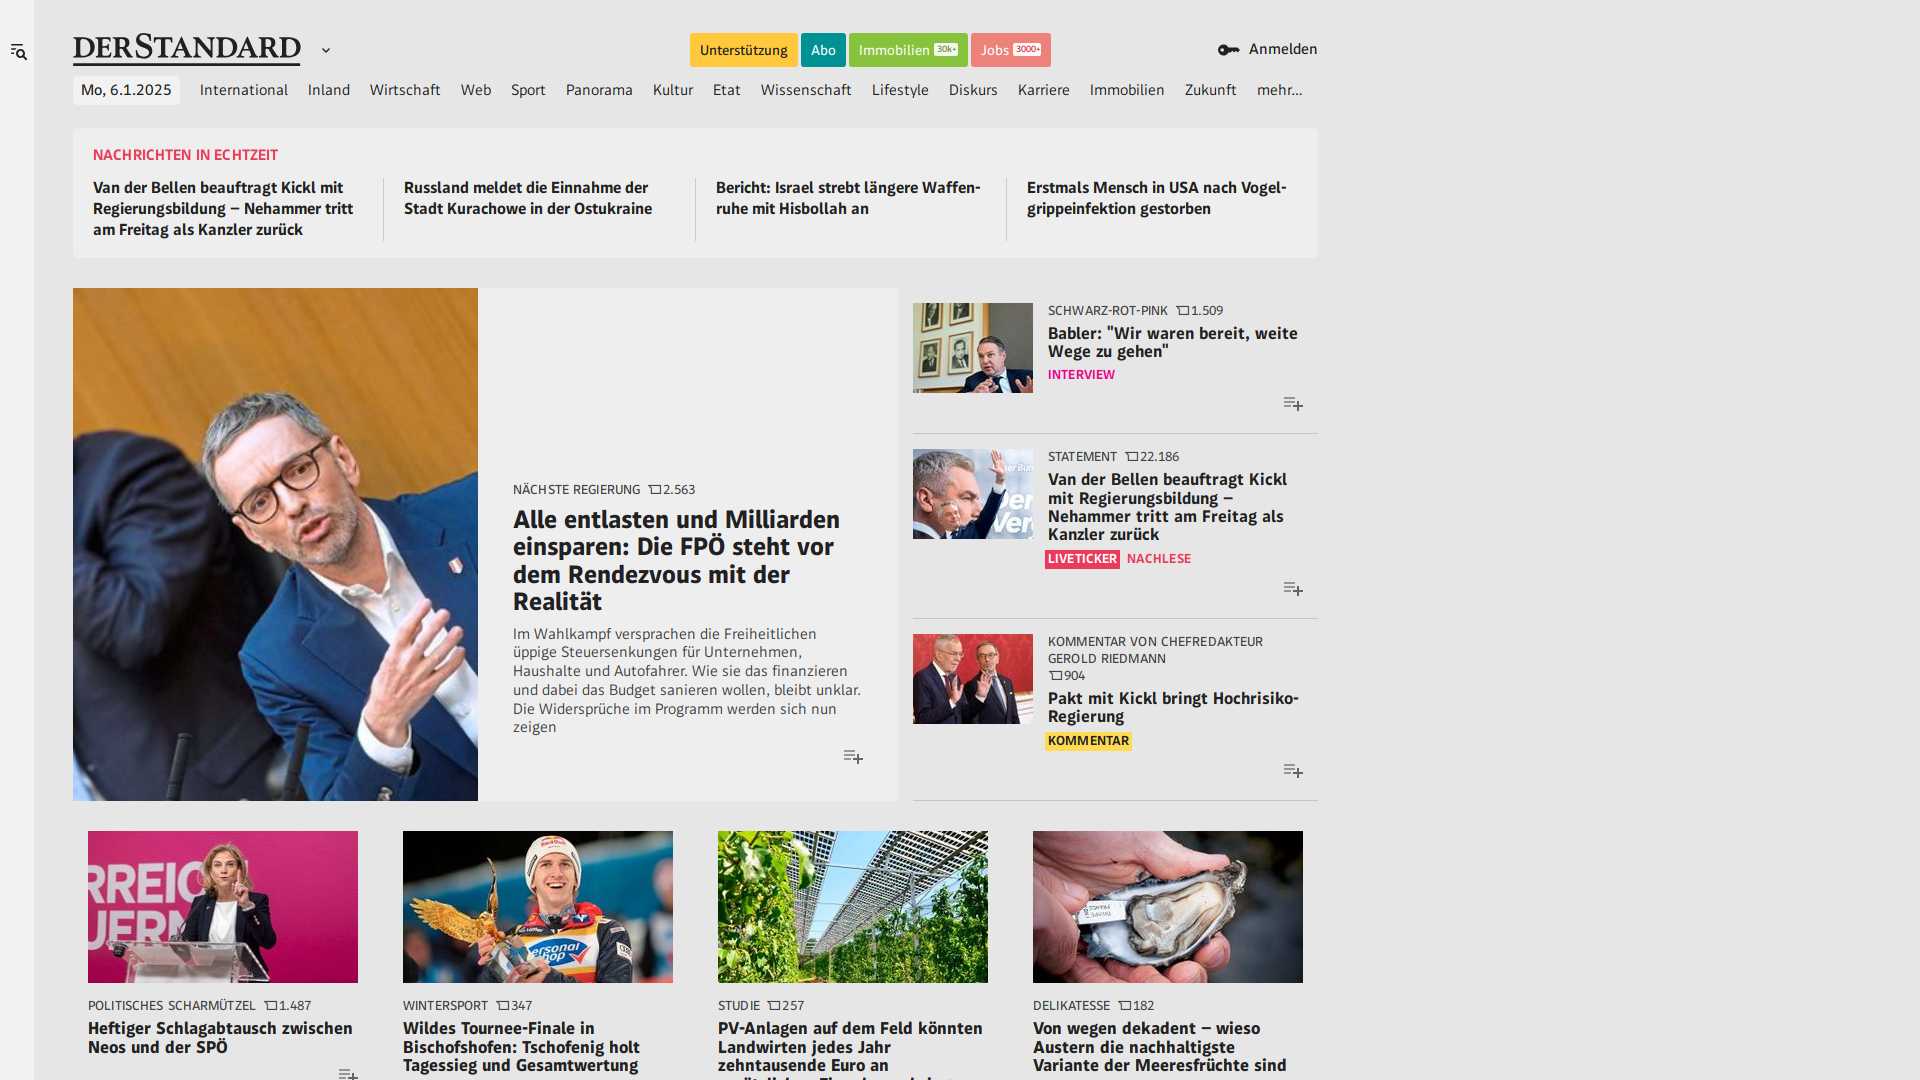 DERSTANDARD
Unterstützung
Abo
Immobilien 30k+
Jobs 3000+
Anmelden
Mo, 6.1.2025
International
Inland
Wirtschaft
Web
Sport
Panorama
Kultur
Etat
Wissenschaft
Lifestyle
Diskurs
Karriere
Immobilien
Zukunft
mehr...
NACHRICHTEN IN ECHTZEIT
Van der Bellen beauftragt Kickl mit
Regierungsbildung – Nehammer tritt
am Freitag als Kanzler zurück
Russland meldet die Einnahme der
Stadt Kurachowe in der Ostukraine
Bericht: Israel strebt längere Waffen-
ruhe mit Hisbollah an
Erstmals Mensch in USA nach Vogel-
grippeinfektion gestorben
NÄCHSTE REGIERUNG 2.563
Alle entlasten und Milliarden
einsparen: Die FPÖ steht vor
dem Rendezvous mit der
Realität
Im Wahlkampf versprachen die Freiheitlichen
üppige Steuersenkungen für Unternehmen,
Haushalte und Autofahrer. Wie sie das finanzieren
und dabei das Budget sanieren wollen, bleibt unklar.
Die Widersprüche im Programm werden sich nun
zeigen
SCHWARZ-ROT-PINK 1.509
Babler: "Wir waren bereit, weite
Wege zu gehen"
INTERVIEW
STATEMENT 22.186
Van der Bellen beauftragt Kickl
mit Regierungsbildung –
Nehammer tritt am Freitag als
Kanzler zurück
LIVETICKER NACHLESE
KOMMENTAR VON CHEFREDAKTEUR
GEROLD RIEDMANN
904
Pakt mit Kickl bringt Hochrisiko-
Regierung
KOMMENTAR
RREIC
UERN
POLITISCHES SCHARMÜTZEL 1.487
Heftiger Schlagabtausch zwischen
Neos und der SPÖ
ersonal
hop
WINTERSPORT 347
Wildes Tournee-Finale in
Bischofshofen: Tschofenig holt
Tagessieg und Gesamtwertung
STUDIE 257
PV-Anlagen auf dem Feld könnten
Landwirten jedes Jahr
zehntausende Euro an
DELIKATESSE 182
Von wegen dekadent – wieso
Austern die nachhaltigste
Variante der Meeresfrüchte sind